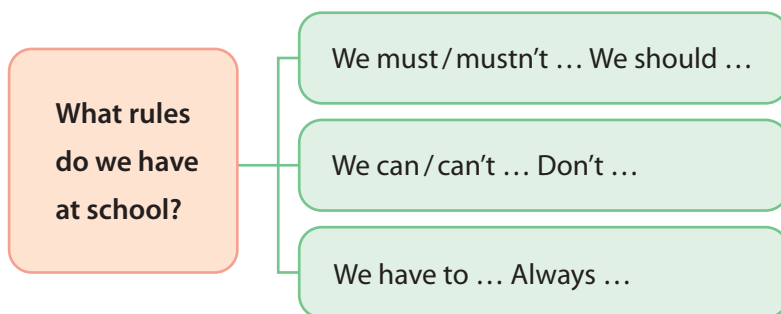 What rules
do we have
at school?
We must / mustn't … We should …
We can / can't … Don't …
We have to … Always …